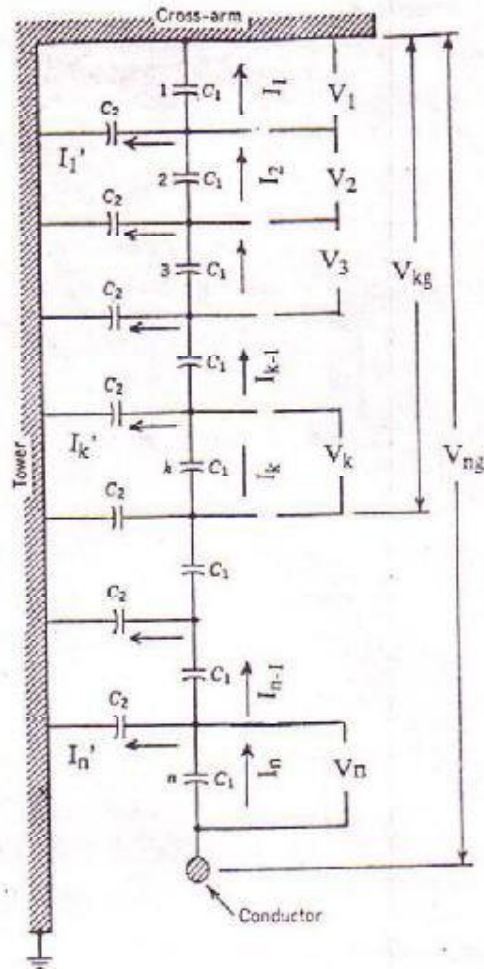 Cross-arm
1 C₁ I₁ V₁
C₂
I₁'
2 C₁ I₂ V₂
C₂
3 C₁ V₃
C₂
C₁ Iₖ₋₁
C₂
Iₖ'
k C₁ Iₖ Vₖ
C₂
C₁
C₂
C₁ Iₙ₋₁
C₂
Iₙ'
n C₁ Iₙ Vₙ
Vkg
Vng
Tower
Conductor